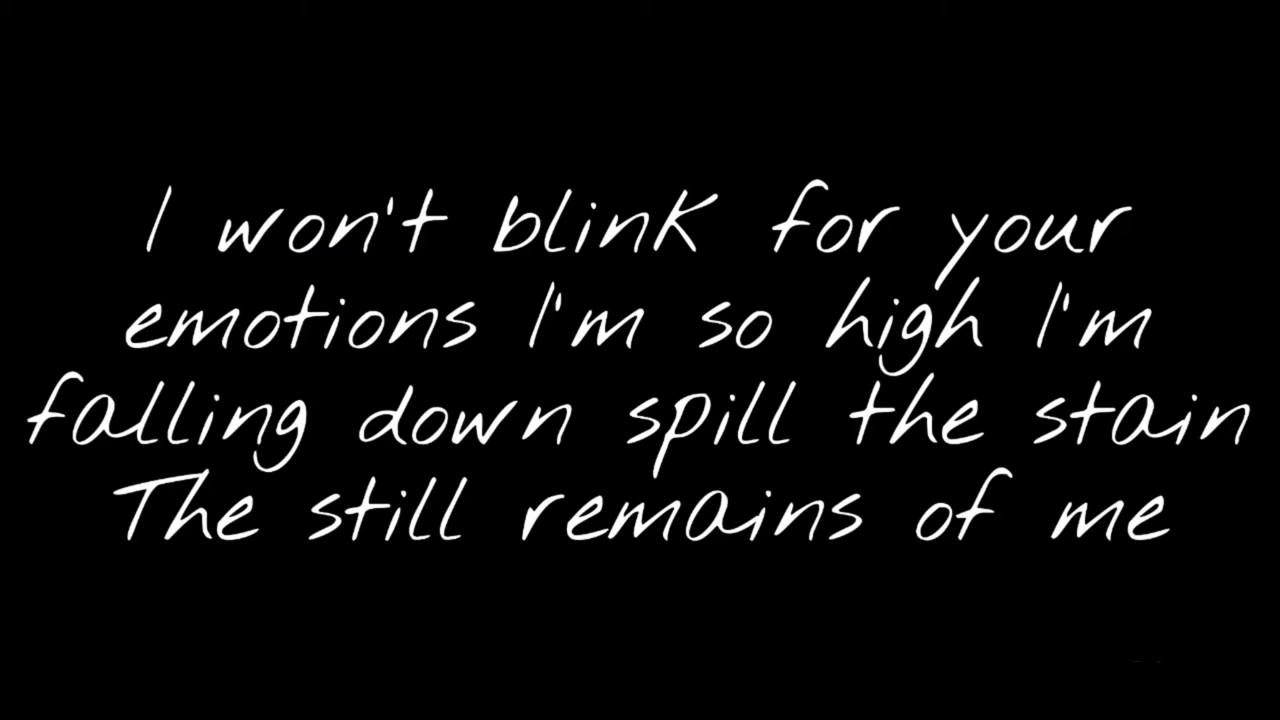 I won't blink for your
emotions I'm so high I'm
falling down spill the stain
The still remains of me